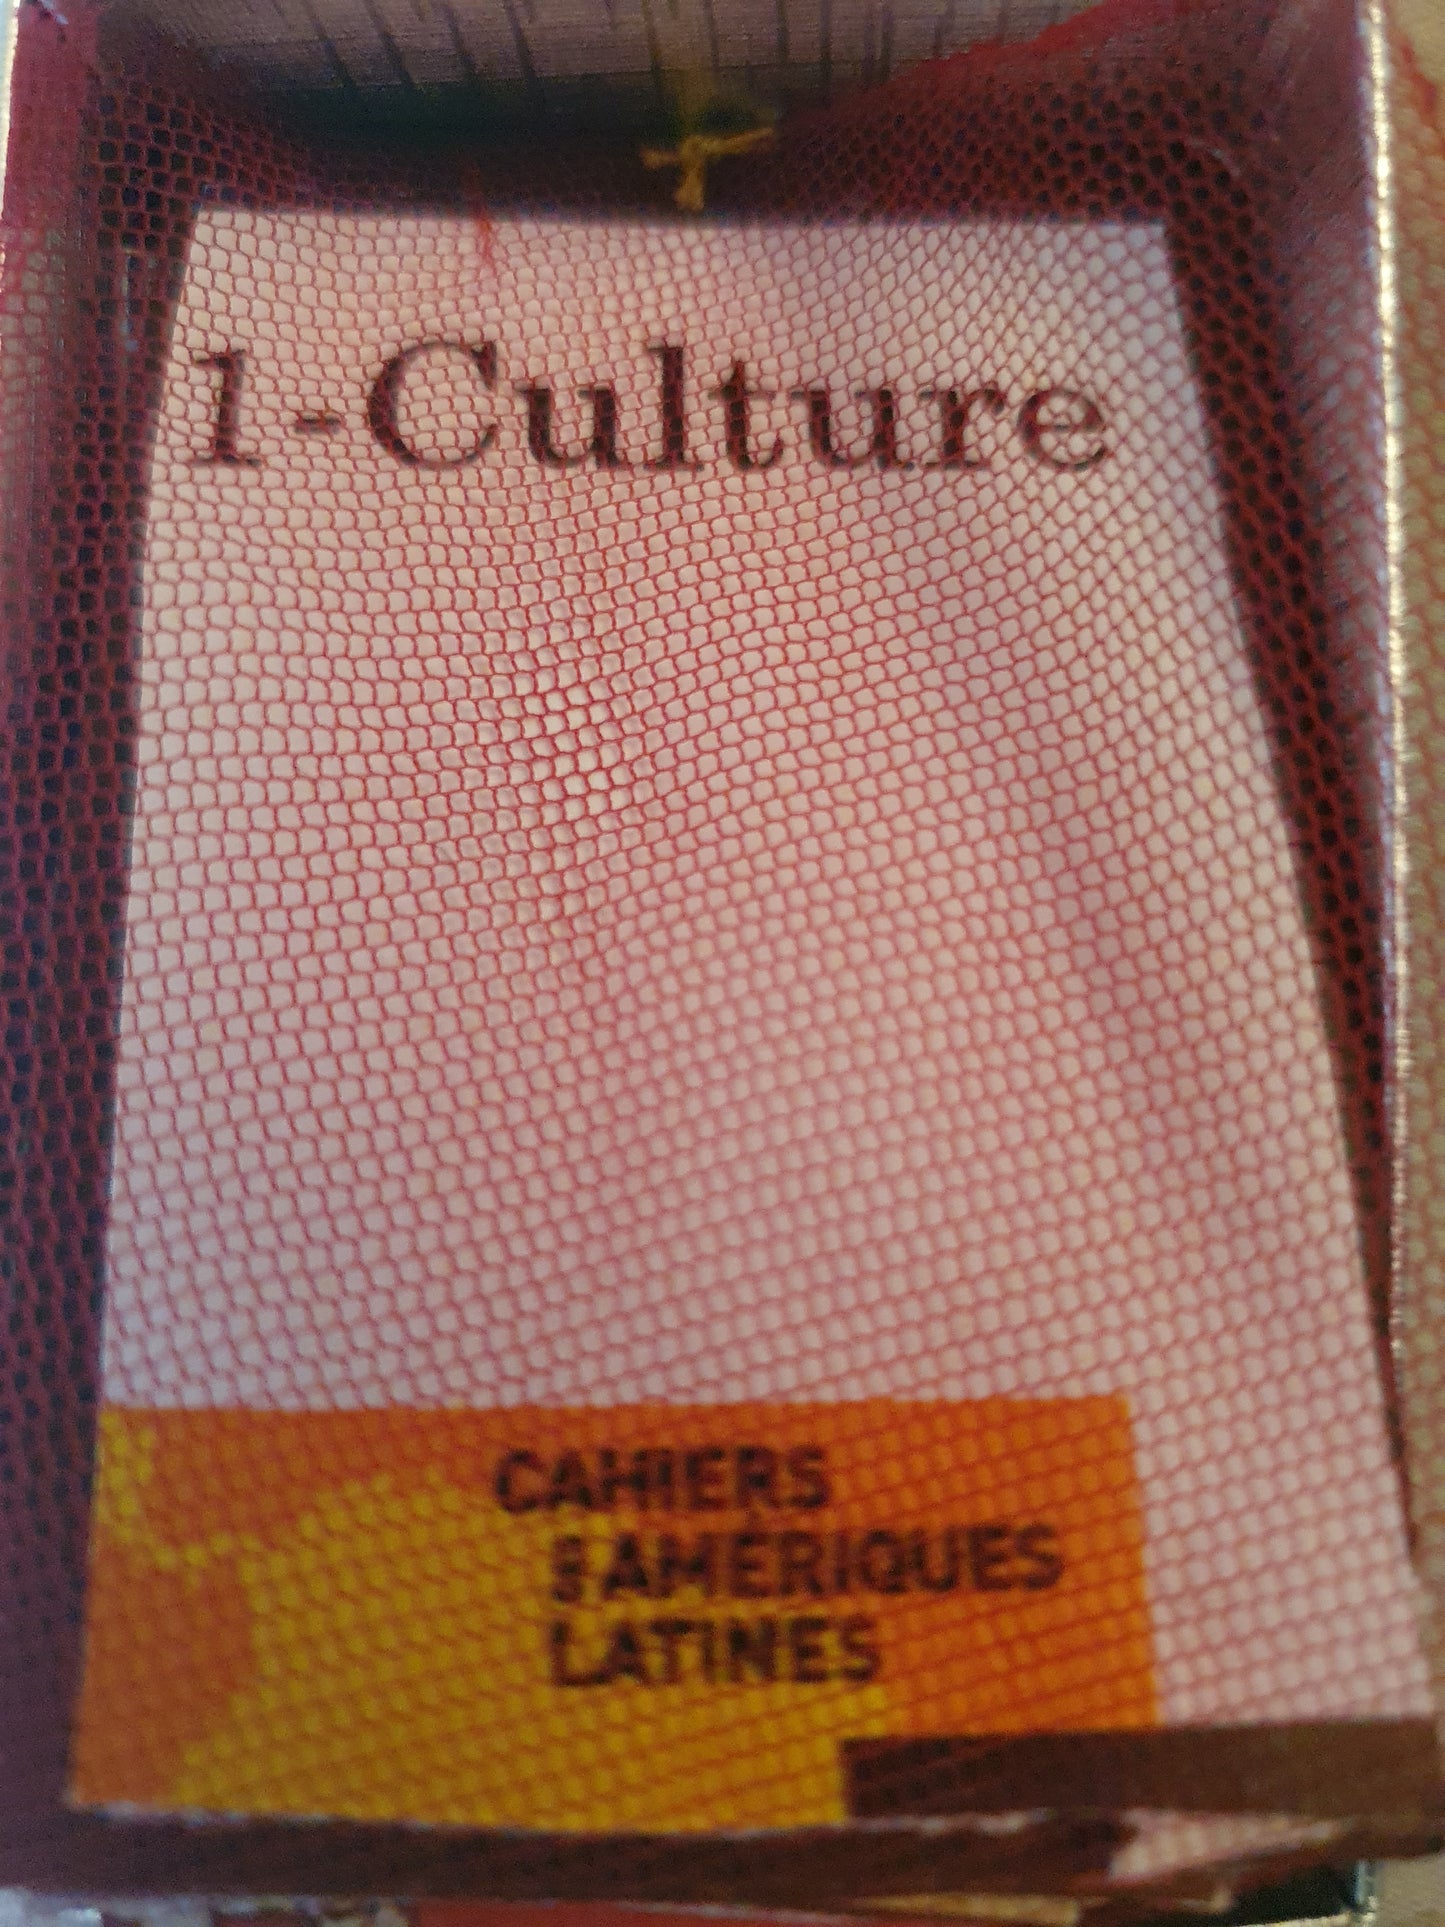 1-Culture
CAHIERS
DES AMÉRIQUES
LATINES